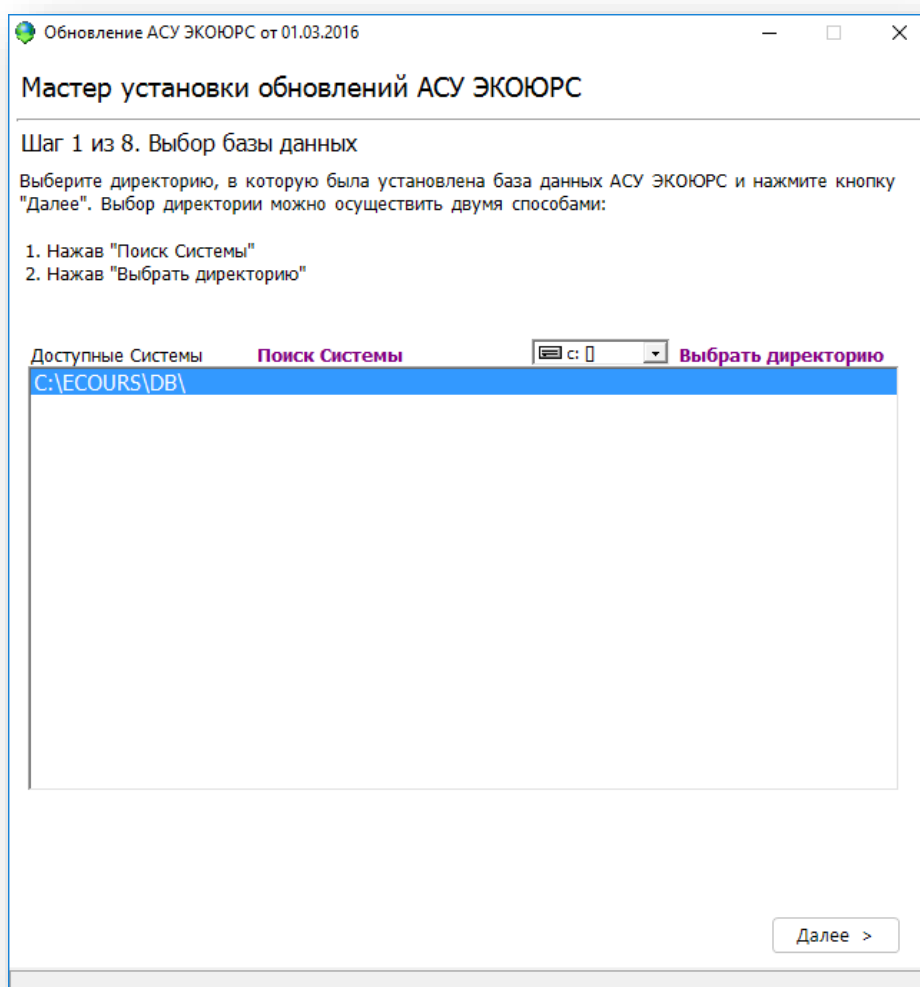 Обновление АСУ ЭКОЮРС от 01.03.2016
Мастер установки обновлений АСУ ЭКОЮРС
Шаг 1 из 8. Выбор базы данных
Выберите директорию, в которую была установлена база данных АСУ ЭКОЮРС и нажмите кнопку
"Далее". Выбор директории можно осуществить двумя способами:
1. Нажав "Поиск Системы"
2. Нажав "Выбрать директорию"
Доступные Системы Поиск Системы c: [] Выбрать директорию
C:\ECOURS\DB\
Далее >